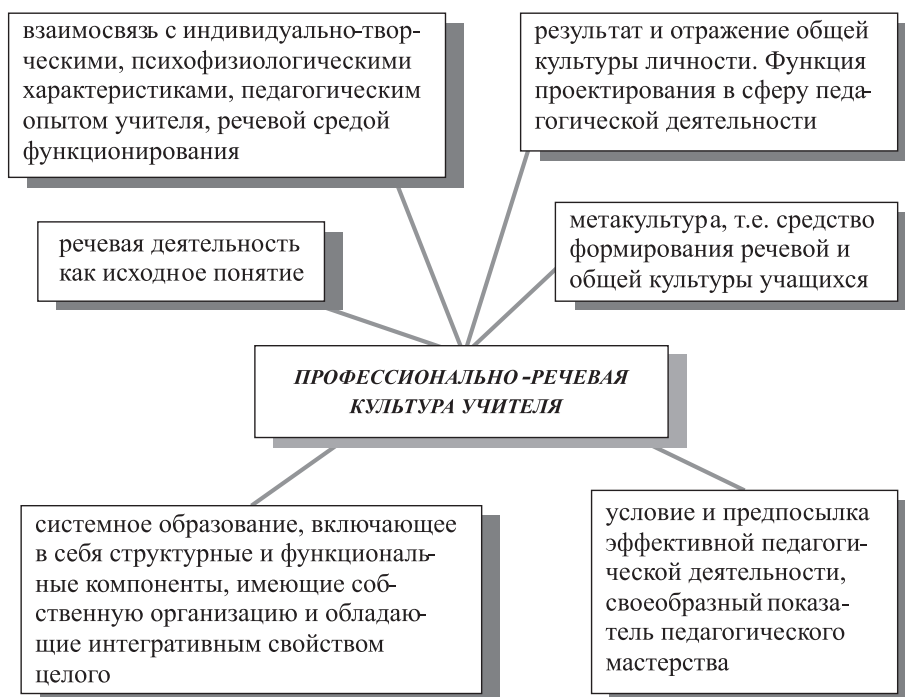 взаимосвязь с индивидуально-твор-
ческими, психофизиологическими
характеристиками, педагогическим
опытом учителя, речевой средой
функционирования
результат и отражение общей
культуры личности. Функция
проектирования в сферу педа-
гогической деятельности
речевая деятельность
как исходное понятие
метакультура, т.е. средство
формирования речевой и
общей культуры учащихся
ПРОФЕССИОНАЛЬНО -РЕЧЕВАЯ
КУЛЬТУРА УЧИТЕЛЯ
системное образование, включающее
в себя структурные и функциональ-
ные компоненты, имеющие соб-
ственную организацию и обладаю-
щие интегративным свойством
целого
условие и предпосылка
эффективной педагоги-
ческой деятельности,
своеобразный показа-
тель педагогического
мастерства